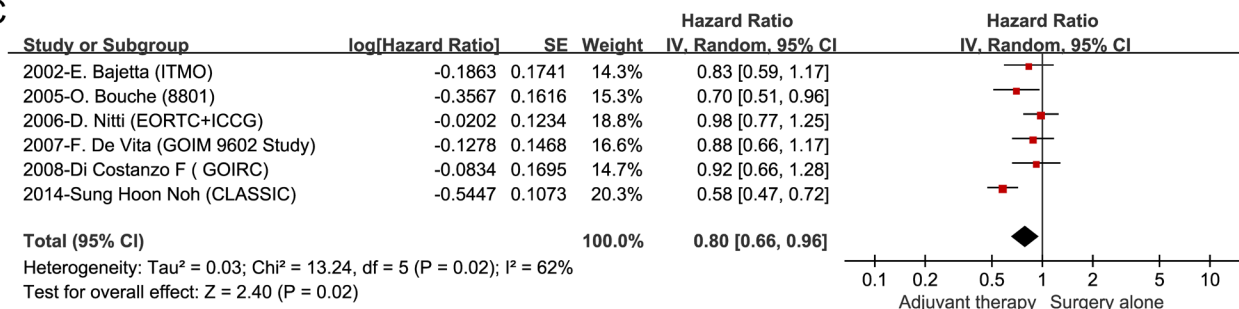 C
Hazard Ratio Hazard Ratio
Study or Subgroup log[Hazard Ratio] SE Weight IV, Random, 95% CI IV, Random, 95% CI
2002-E. Bajetta (ITMO) -0.1863 0.1741 14.3% 0.83 [0.59, 1.17]
2005-O. Bouche (8801) -0.3567 0.1616 15.3% 0.70 [0.51, 0.96]
2006-D. Nitti (EORTC+ICCG) -0.0202 0.1234 18.8% 0.98 [0.77, 1.25]
2007-F. De Vita (GOIM 9602 Study) -0.1278 0.1468 16.6% 0.88 [0.66, 1.17]
2008-Di Costanzo F ( GOIRC) -0.0834 0.1695 14.7% 0.92 [0.66, 1.28]
2014-Sung Hoon Noh (CLASSIC) -0.5447 0.1073 20.3% 0.58 [0.47, 0.72]
Total (95% CI) 100.0% 0.80 [0.66, 0.96]
Heterogeneity: Tau² = 0.03; Chi² = 13.24, df = 5 (P = 0.02); I² = 62%
Test for overall effect: Z = 2.40 (P = 0.02)
0.1 0.2 0.5 1 2 5 10
Adjuvant therapy Surgery alone